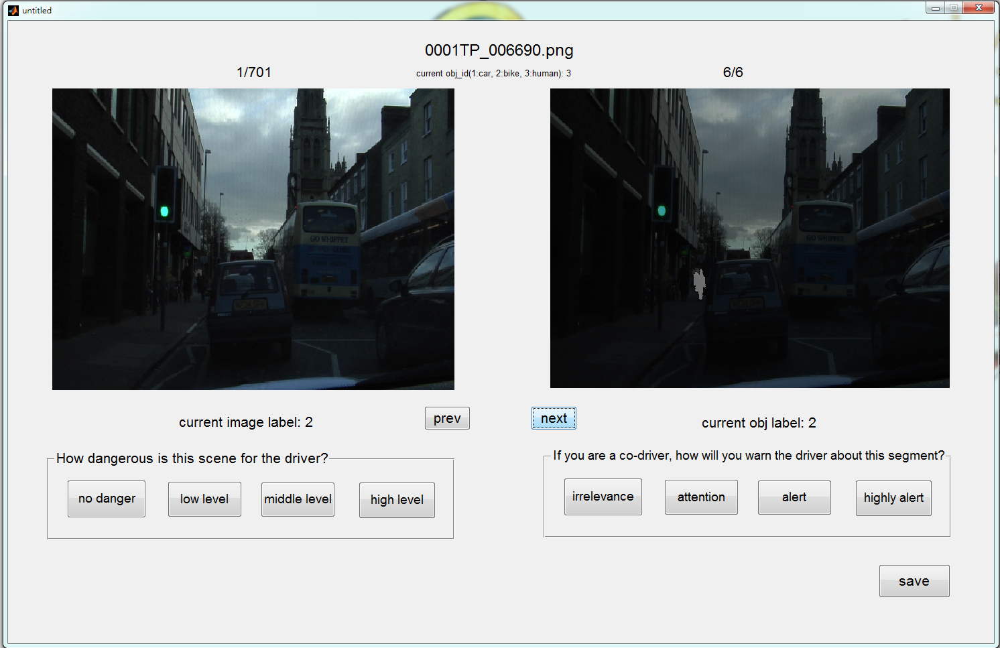 untitled
0001TP_006690.png
1/701
current obj_id(1:car, 2:bike, 3:human): 3
6/6
GO WHIPPET
GO WHIPPET
current image label: 2
prev
next
current obj label: 2
How dangerous is this scene for the driver?
If you are a co-driver, how will you warn the driver about this segment?
no danger
low level
middle level
high level
irrelevance
attention
alert
highly alert
save